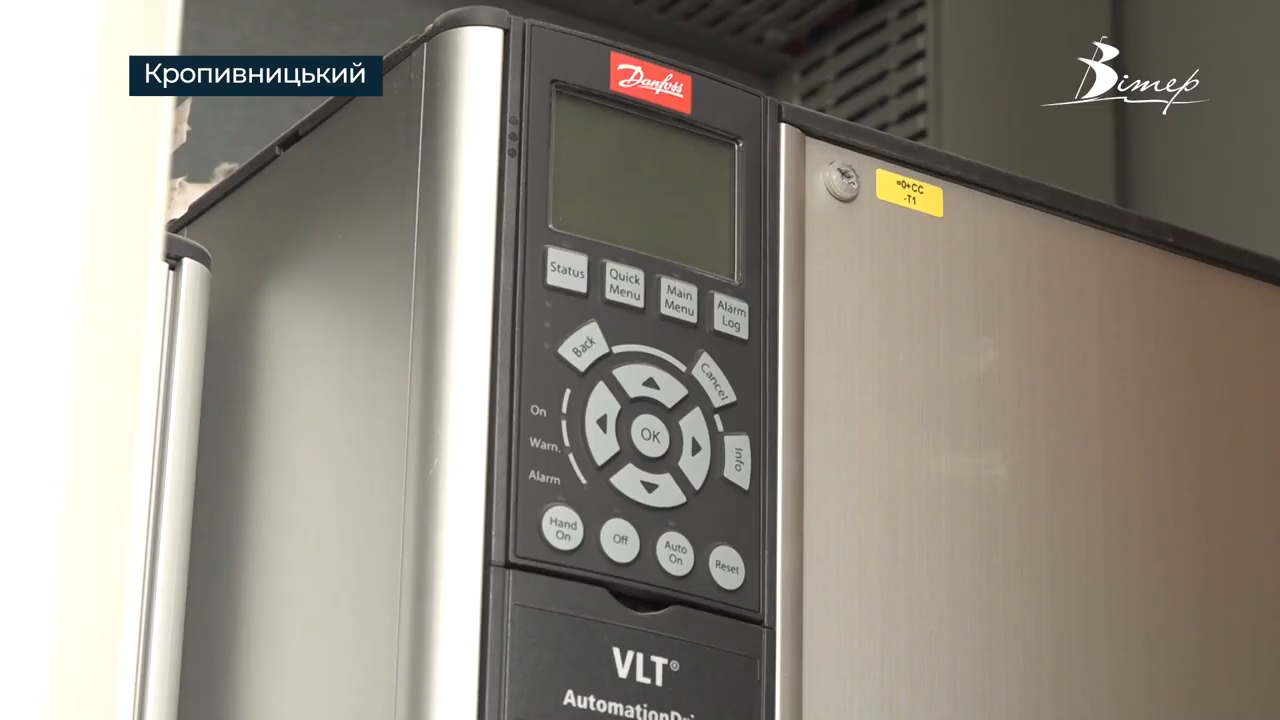 Кропивницький
Вітер
Danfoss
=0+CC
-T1
Status
Quick
Menu
Main
Menu
Alarm
Log
Back
Cancel
OK
Info
On
Warn.
Alarm
Hand
On
Off
Auto
On
Reset
VLT®
AutomationDri